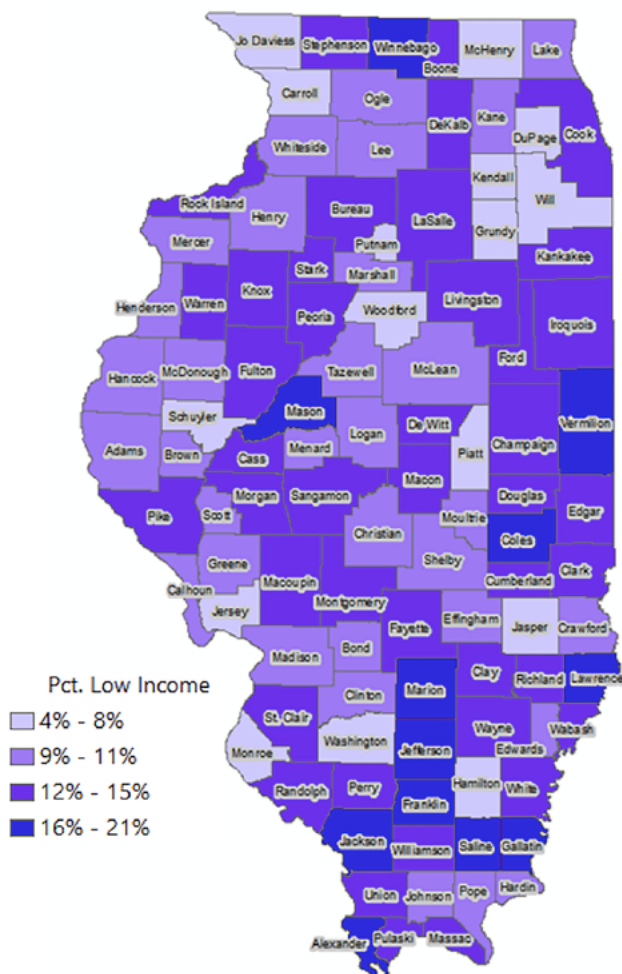 Jo Daviess
Stephenson
Winnebago
Boone
McHenry
Lake
Carroll
Ogle
DeKalb
Kane
DuPage
Cook
Whiteside
Lee
Kendall
Will
Rock Island
Henry
Bureau
LaSalle
Grundy
Putnam
Mercer
Kankakee
Stark
Marshall
Henderson
Warren
Knox
Peoria
Woodford
Livingston
Iroquois
Ford
Hancock
McDonough
Fulton
Tazewell
McLean
Schuyler
Mason
Logan
De Witt
Champaign
Vermilion
Adams
Brown
Cass
Menard
Piatt
Macon
Morgan
Sangamon
Douglas
Pike
Scott
Christian
Moultrie
Coles
Edgar
Greene
Shelby
Calhoun
Macoupin
Cumberland
Clark
Jersey
Montgomery
Fayette
Effingham
Jasper
Crawford
Madison
Bond
Pct. Low Income
Marion
Clay
Richland
Lawrence
Clinton
4% - 8%
St. Clair
Wayne
Wabash
Monroe
Washington
Jefferson
Edwards
9% - 11%
12% - 15%
Randolph
Perry
Hamilton
White
Franklin
16% - 21%
Jackson
Williamson
Saline
Gallatin
Union
Johnson
Pope
Hardin
Alexander
Pulaski
Massac